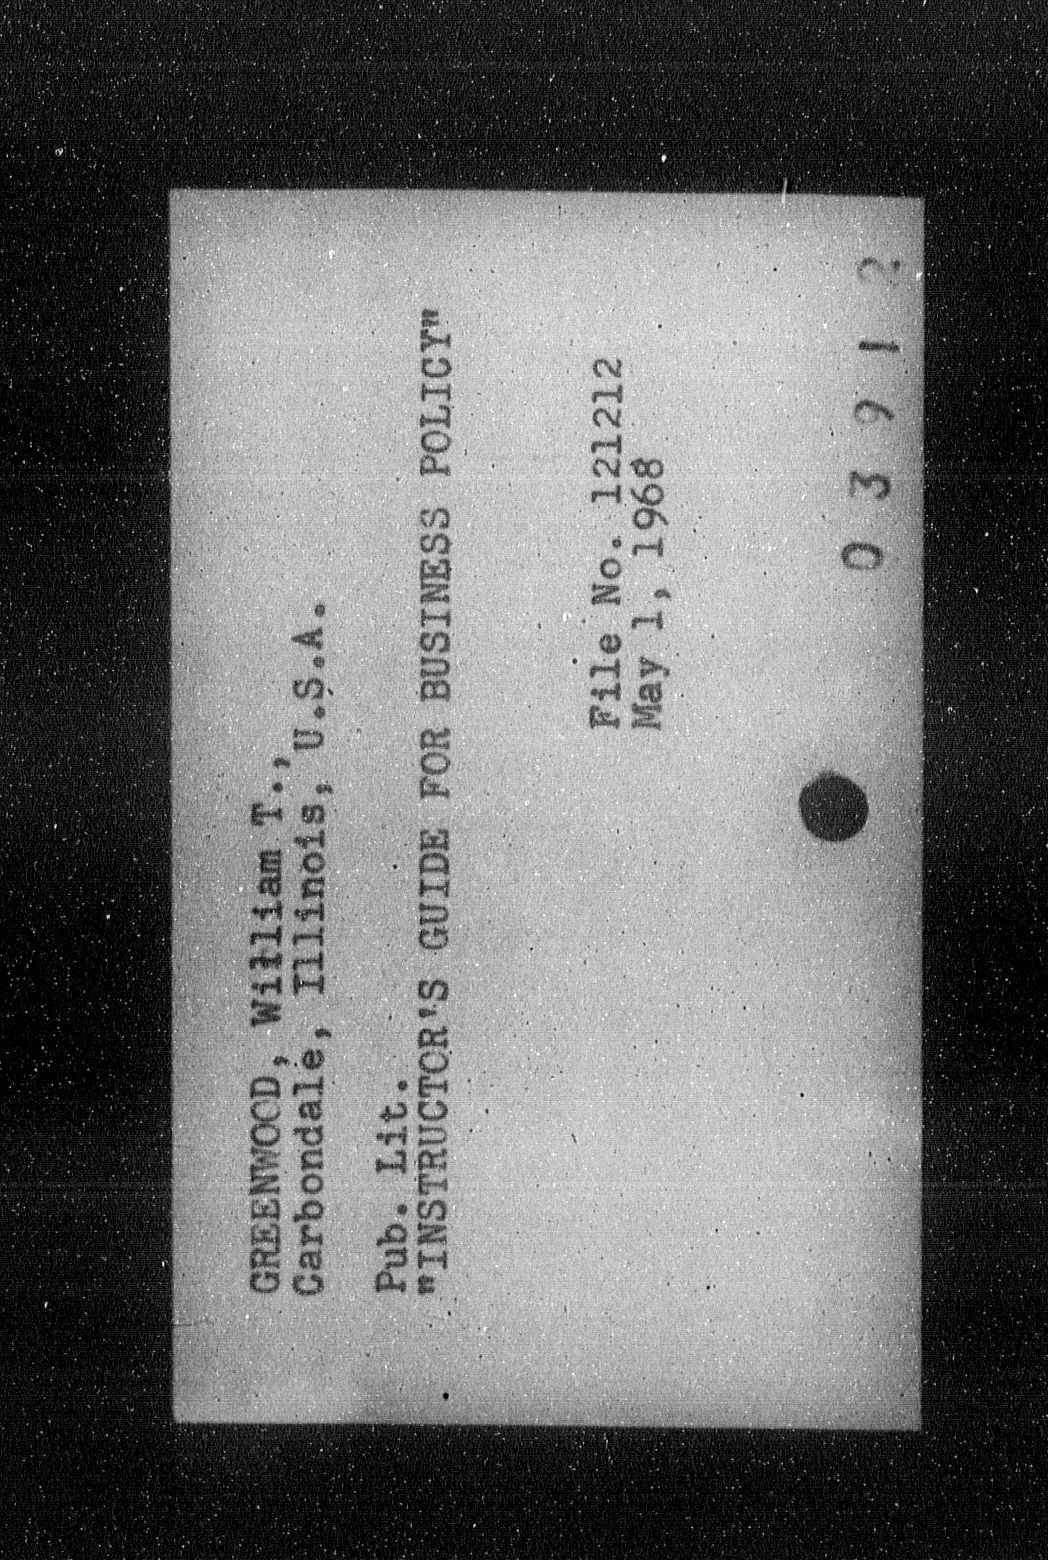 GREENWOOD, William T.,
Carbondale, Illinois, U.S.A.
Pub. Lit.
"INSTRUCTOR'S GUIDE FOR BUSINESS POLICY"
File No. 121212
May 1, 1968
03912